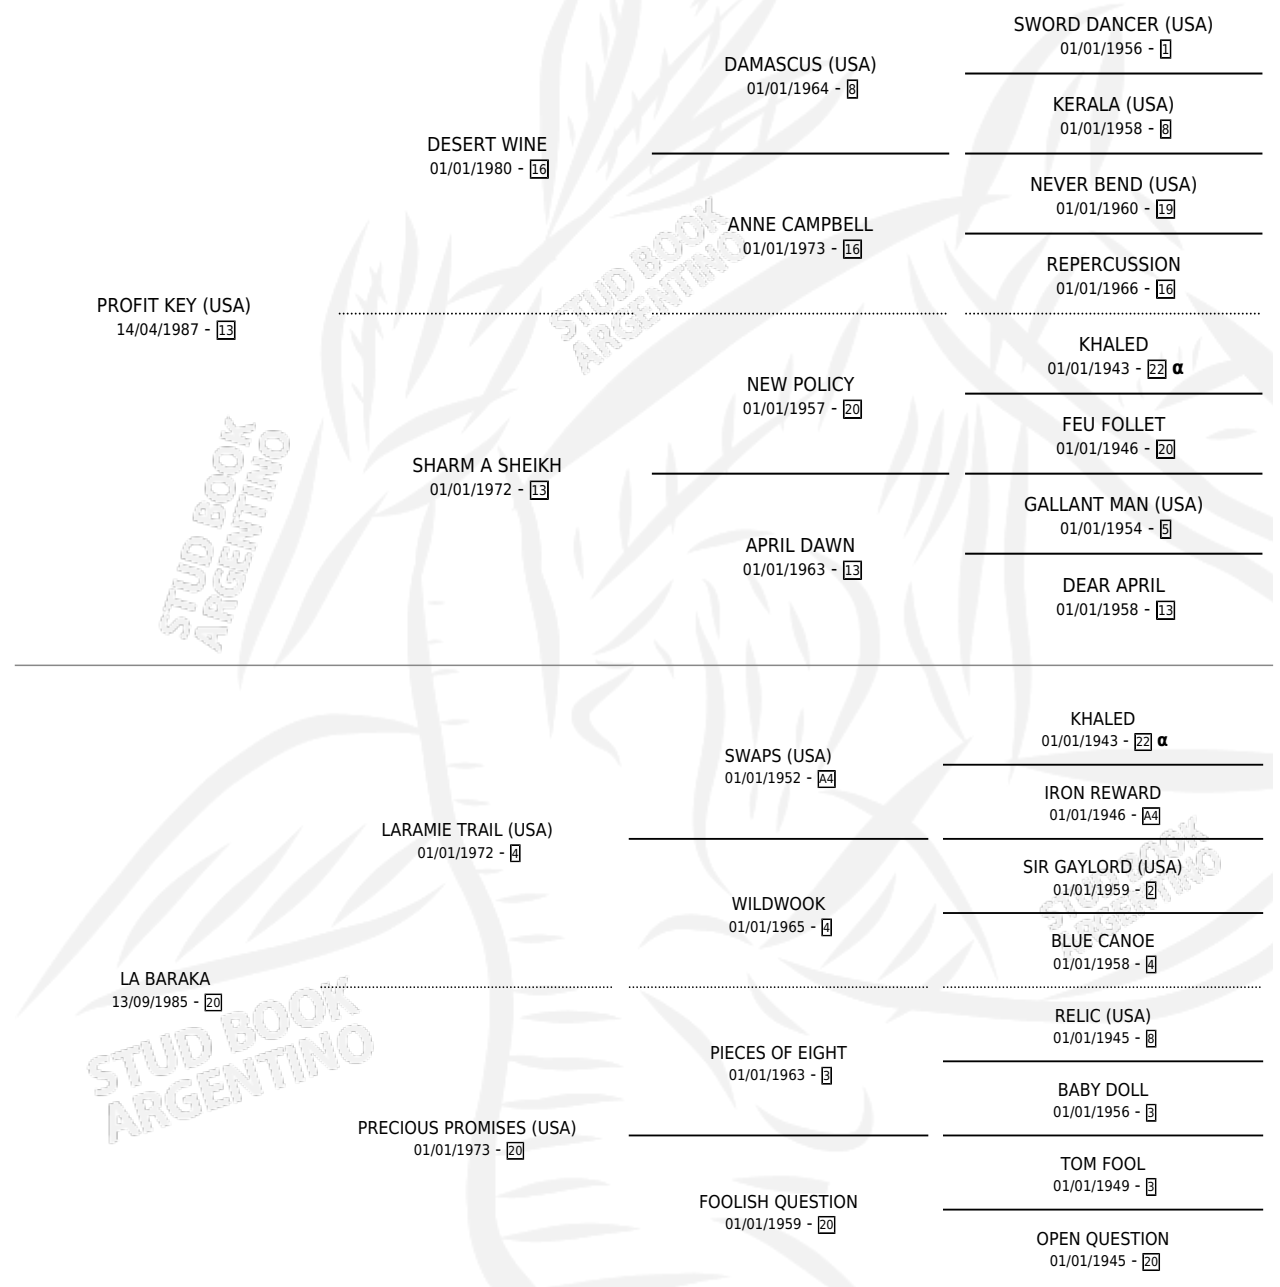 SWORD DANCER (USA)
01/01/1956 - 1
DAMASCUS (USA)
01/01/1964 - 8
KERALA (USA)
01/01/1958 - 8
DESERT WINE
01/01/1980 - 16
NEVER BEND (USA)
01/01/1960 - 19
ANNE CAMPBELL
01/01/1973 - 16
REPERCUSSION
01/01/1966 - 16
PROFIT KEY (USA)
14/04/1987 - 13
KHALED
01/01/1943 - 22 α
NEW POLICY
01/01/1957 - 20
FEU FOLLET
01/01/1946 - 20
SHARM A SHEIKH
01/01/1972 - 13
GALLANT MAN (USA)
01/01/1954 - 5
APRIL DAWN
01/01/1963 - 13
DEAR APRIL
01/01/1958 - 13
STUD BOOK
ARGENTINO
STUD BOOK
ARGENTINO
KHALED
01/01/1943 - 22 α
SWAPS (USA)
01/01/1952 - A4
IRON REWARD
01/01/1946 - A4
LARAMIE TRAIL (USA)
01/01/1972 - 4
SIR GAYLORD (USA)
01/01/1959 - 2
WILDWOOK
01/01/1965 - 4
BLUE CANOE
01/01/1958 - 4
LA BARAKA
13/09/1985 - 20
RELIC (USA)
01/01/1945 - 8
PIECES OF EIGHT
01/01/1963 - 3
BABY DOLL
01/01/1956 - 3
PRECIOUS PROMISES (USA)
01/01/1973 - 20
TOM FOOL
01/01/1949 - 3
FOOLISH QUESTION
01/01/1959 - 20
OPEN QUESTION
01/01/1945 - 20
STUD BOOK
ARGENTINO
STUD BOOK
ARGENTINO